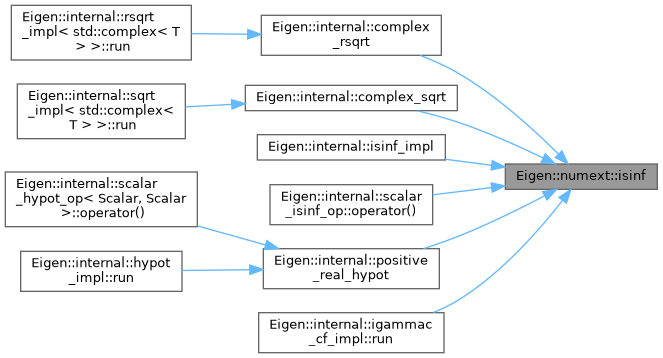 Eigen::internal::rsqrt
_impl< std::complex< T
> >::run
Eigen::internal::complex
_rsqrt
Eigen::internal::sqrt
_impl< std::complex<
T > >::run
Eigen::internal::complex_sqrt
Eigen::internal::isinf_impl
Eigen::numext::isinf
Eigen::internal::scalar
_hypot_op< Scalar, Scalar
>::operator()
Eigen::internal::scalar
_isinf_op::operator()
Eigen::internal::hypot
_impl::run
Eigen::internal::positive
_real_hypot
Eigen::internal::igammac
_cf_impl::run